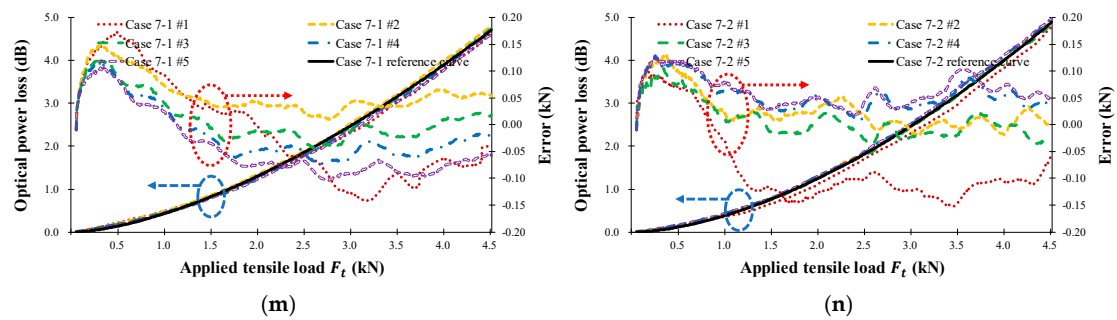 Optical power loss (dB)
5.0
4.0
3.0
2.0
1.0
0.0
Case 7-1 #1
Case 7-1 #2
Case 7-1 #3
Case 7-1 #4
Case 7-1 #5
Case 7-1 reference curve
0.20
0.15
0.10
0.05
0.00
-0.05
-0.10
-0.15
-0.20
Error (kN)
0.5 1.0 1.5 2.0 2.5 3.0 3.5 4.0 4.5
Applied tensile load F_t (kN)
(m)
Optical power loss (dB)
5.0
4.0
3.0
2.0
1.0
0.0
Case 7-2 #1
Case 7-2 #2
Case 7-2 #3
Case 7-2 #4
Case 7-2 #5
Case 7-2 reference curve
0.20
0.15
0.10
0.05
0.00
-0.05
-0.10
-0.15
-0.20
Error (kN)
0.5 1.0 1.5 2.0 2.5 3.0 3.5 4.0 4.5
Applied tensile load F_t (kN)
(n)